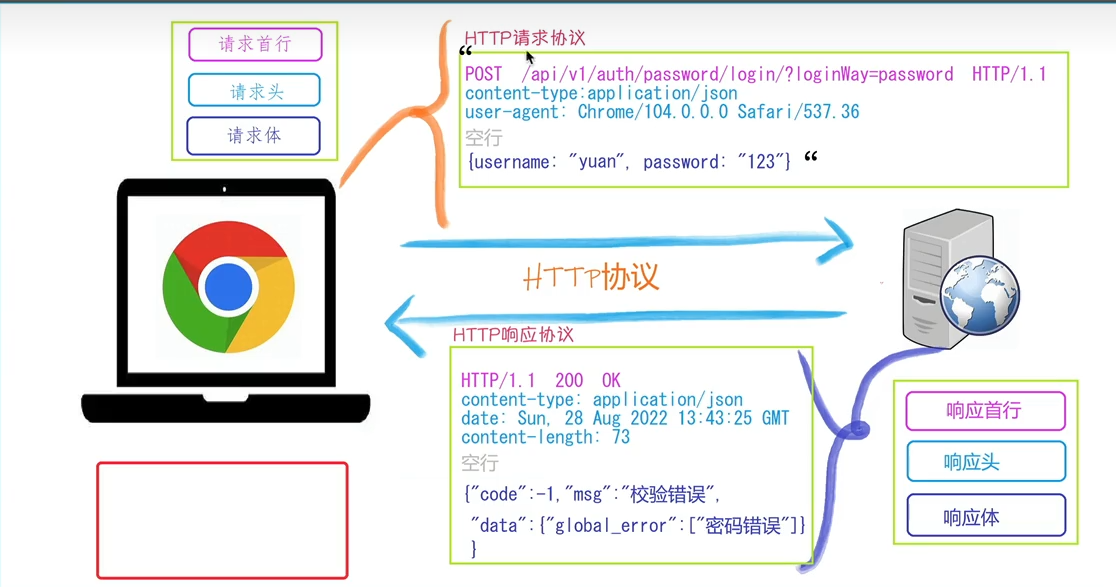 请求首行
请求头
请求体
HTTP请求协议
“
POST /api/v1/auth/password/login/?loginWay=password HTTP/1.1
content-type:application/json
user-agent: Chrome/104.0.0.0 Safari/537.36
空行
{username: "yuan", password: "123"} “
HTTP协议
HTTP响应协议
HTTP/1.1 200 OK
content-type: application/json
date: Sun, 28 Aug 2022 13:43:25 GMT
content-length: 73
空行
{"code":-1,"msg":"校验错误",
"data":{"global_error":["密码错误"]}
}
响应首行
响应头
响应体